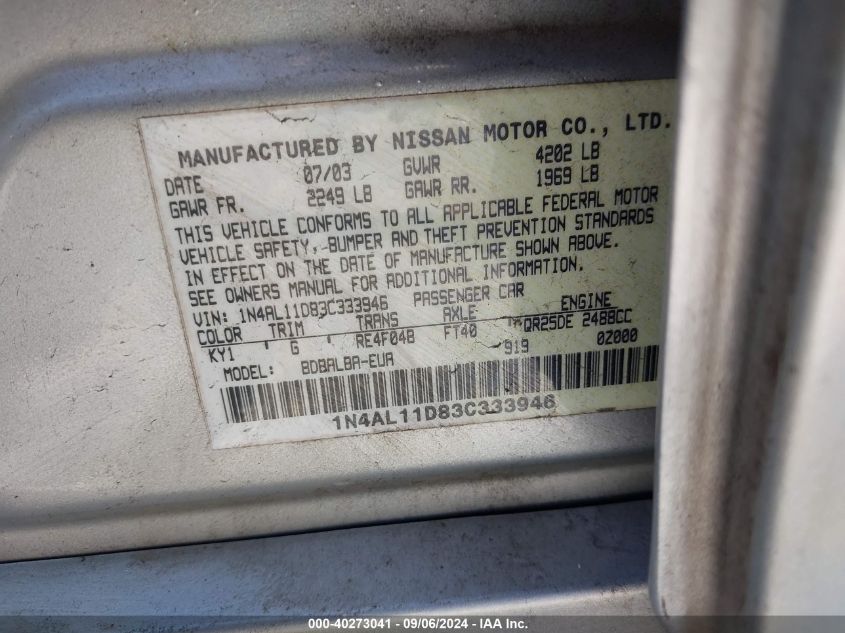 MANUFACTURED BY NISSAN MOTOR CO., LTD.
DATE 07/03 GVWR 4202 LB
GAWR FR. 2249 LB GAWR RR. 1969 LB
THIS VEHICLE CONFORMS TO ALL APPLICABLE FEDERAL MOTOR
VEHICLE SAFETY, BUMPER AND THEFT PREVENTION STANDARDS
IN EFFECT ON THE DATE OF MANUFACTURE SHOWN ABOVE.
SEE OWNERS MANUAL FOR ADDITIONAL INFORMATION.
VIN: 1N4AL11D83C333946 PASSENGER CAR
COLOR TRIM TRANS AXLE ENGINE
KY1 G RE4F04B FT40 QR25DE 2488CC
MODEL: BDBALBA-EUA 919 0Z000
1N4AL11D83C333946
000-40273041 - 09/06/2024 - IAA Inc.